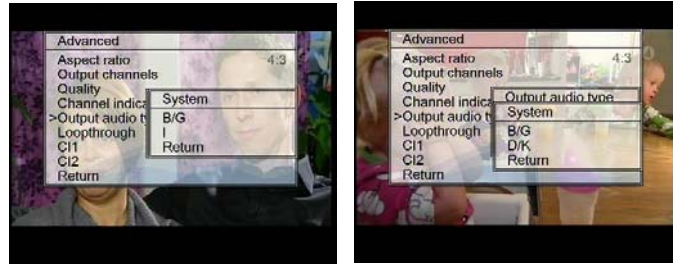 Advanced
Aspect ratio 4:3
Output channels
Quality
Channel indica
>Output audio t
Loopthrough
CI1
CI2
Return
System
B/G
I
Return
Advanced
Aspect ratio 4:3
Output channels
Quality
Channel indica
>Output audio t
Loopthrough
CI1
CI2
Return
Output audio type
System
B/G
D/K
Return